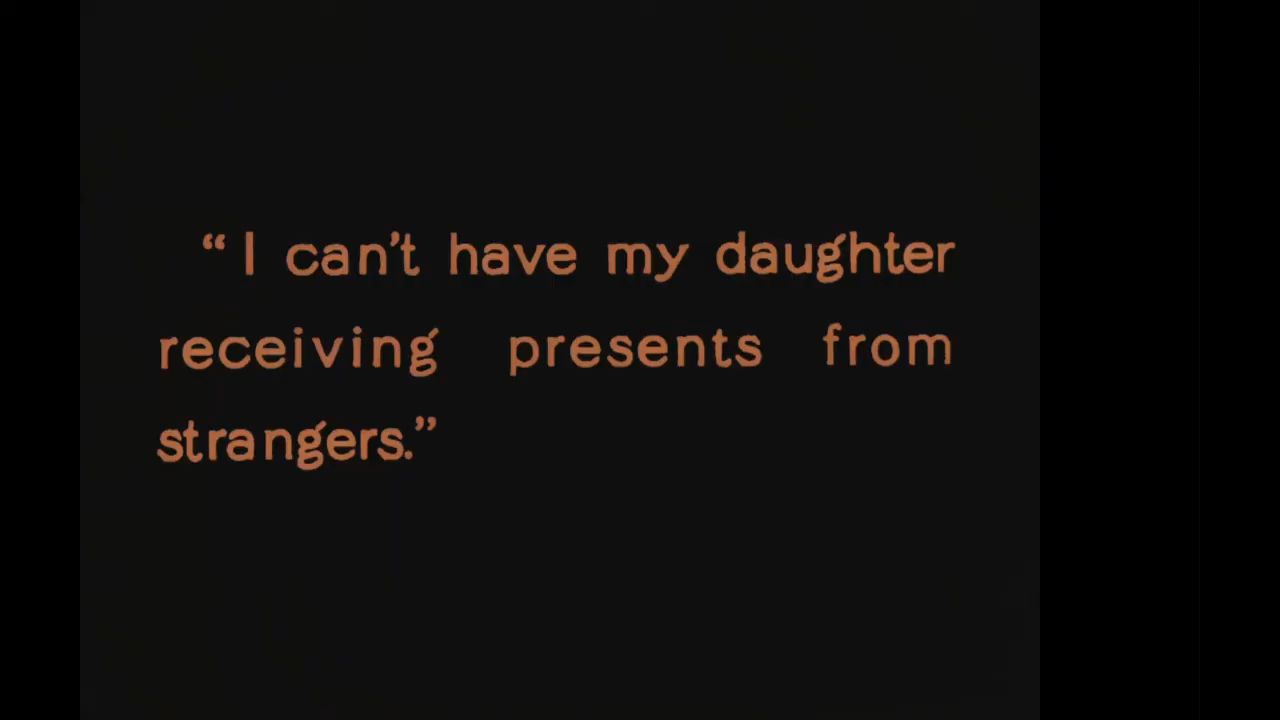 “I can’t have my daughter
receiving presents from
strangers.”